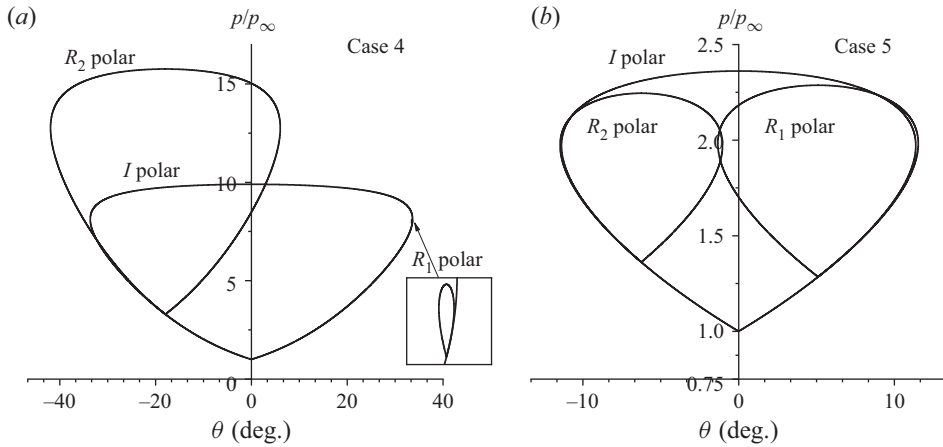 (a)
p/p∞
Case 4
R2 polar
15
I polar
10
R1 polar
5
0
−40
−20
0
20
40
θ (deg.)
(b)
p/p∞
2.5
Case 5
I polar
R2 polar
R1 polar
2.0
1.5
1.0
0.75
−10
0
10
θ (deg.)